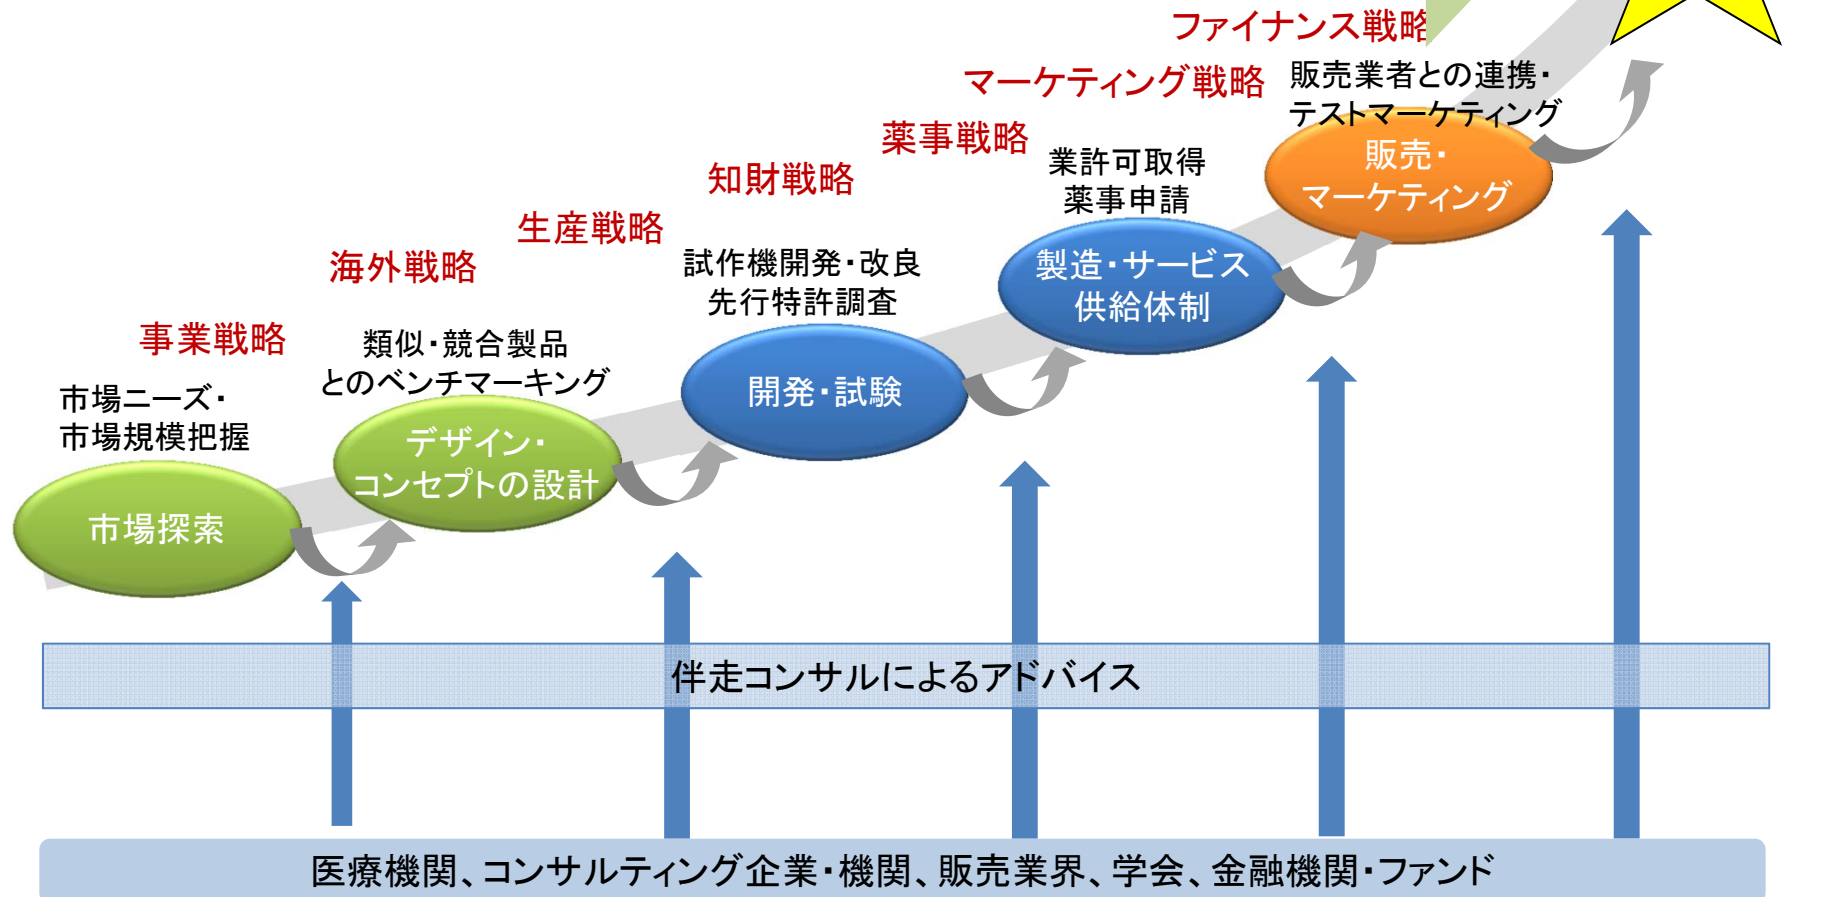 ファイナンス戦略
マーケティング戦略
販売業者との連携・
テストマーケティング
薬事戦略
販売・
マーケティング
知財戦略
業許可取得
薬事申請
生産戦略
海外戦略
試作機開発・改良
先行特許調査
製造・サービス
供給体制
事業戦略
類似・競合製品
とのベンチマーキング
開発・試験
市場ニーズ・
市場規模把握
デザイン・
コンセプトの設計
市場探索
伴走コンサルによるアドバイス
医療機関、コンサルティング企業・機関、販売業界、学会、金融機関・ファンド